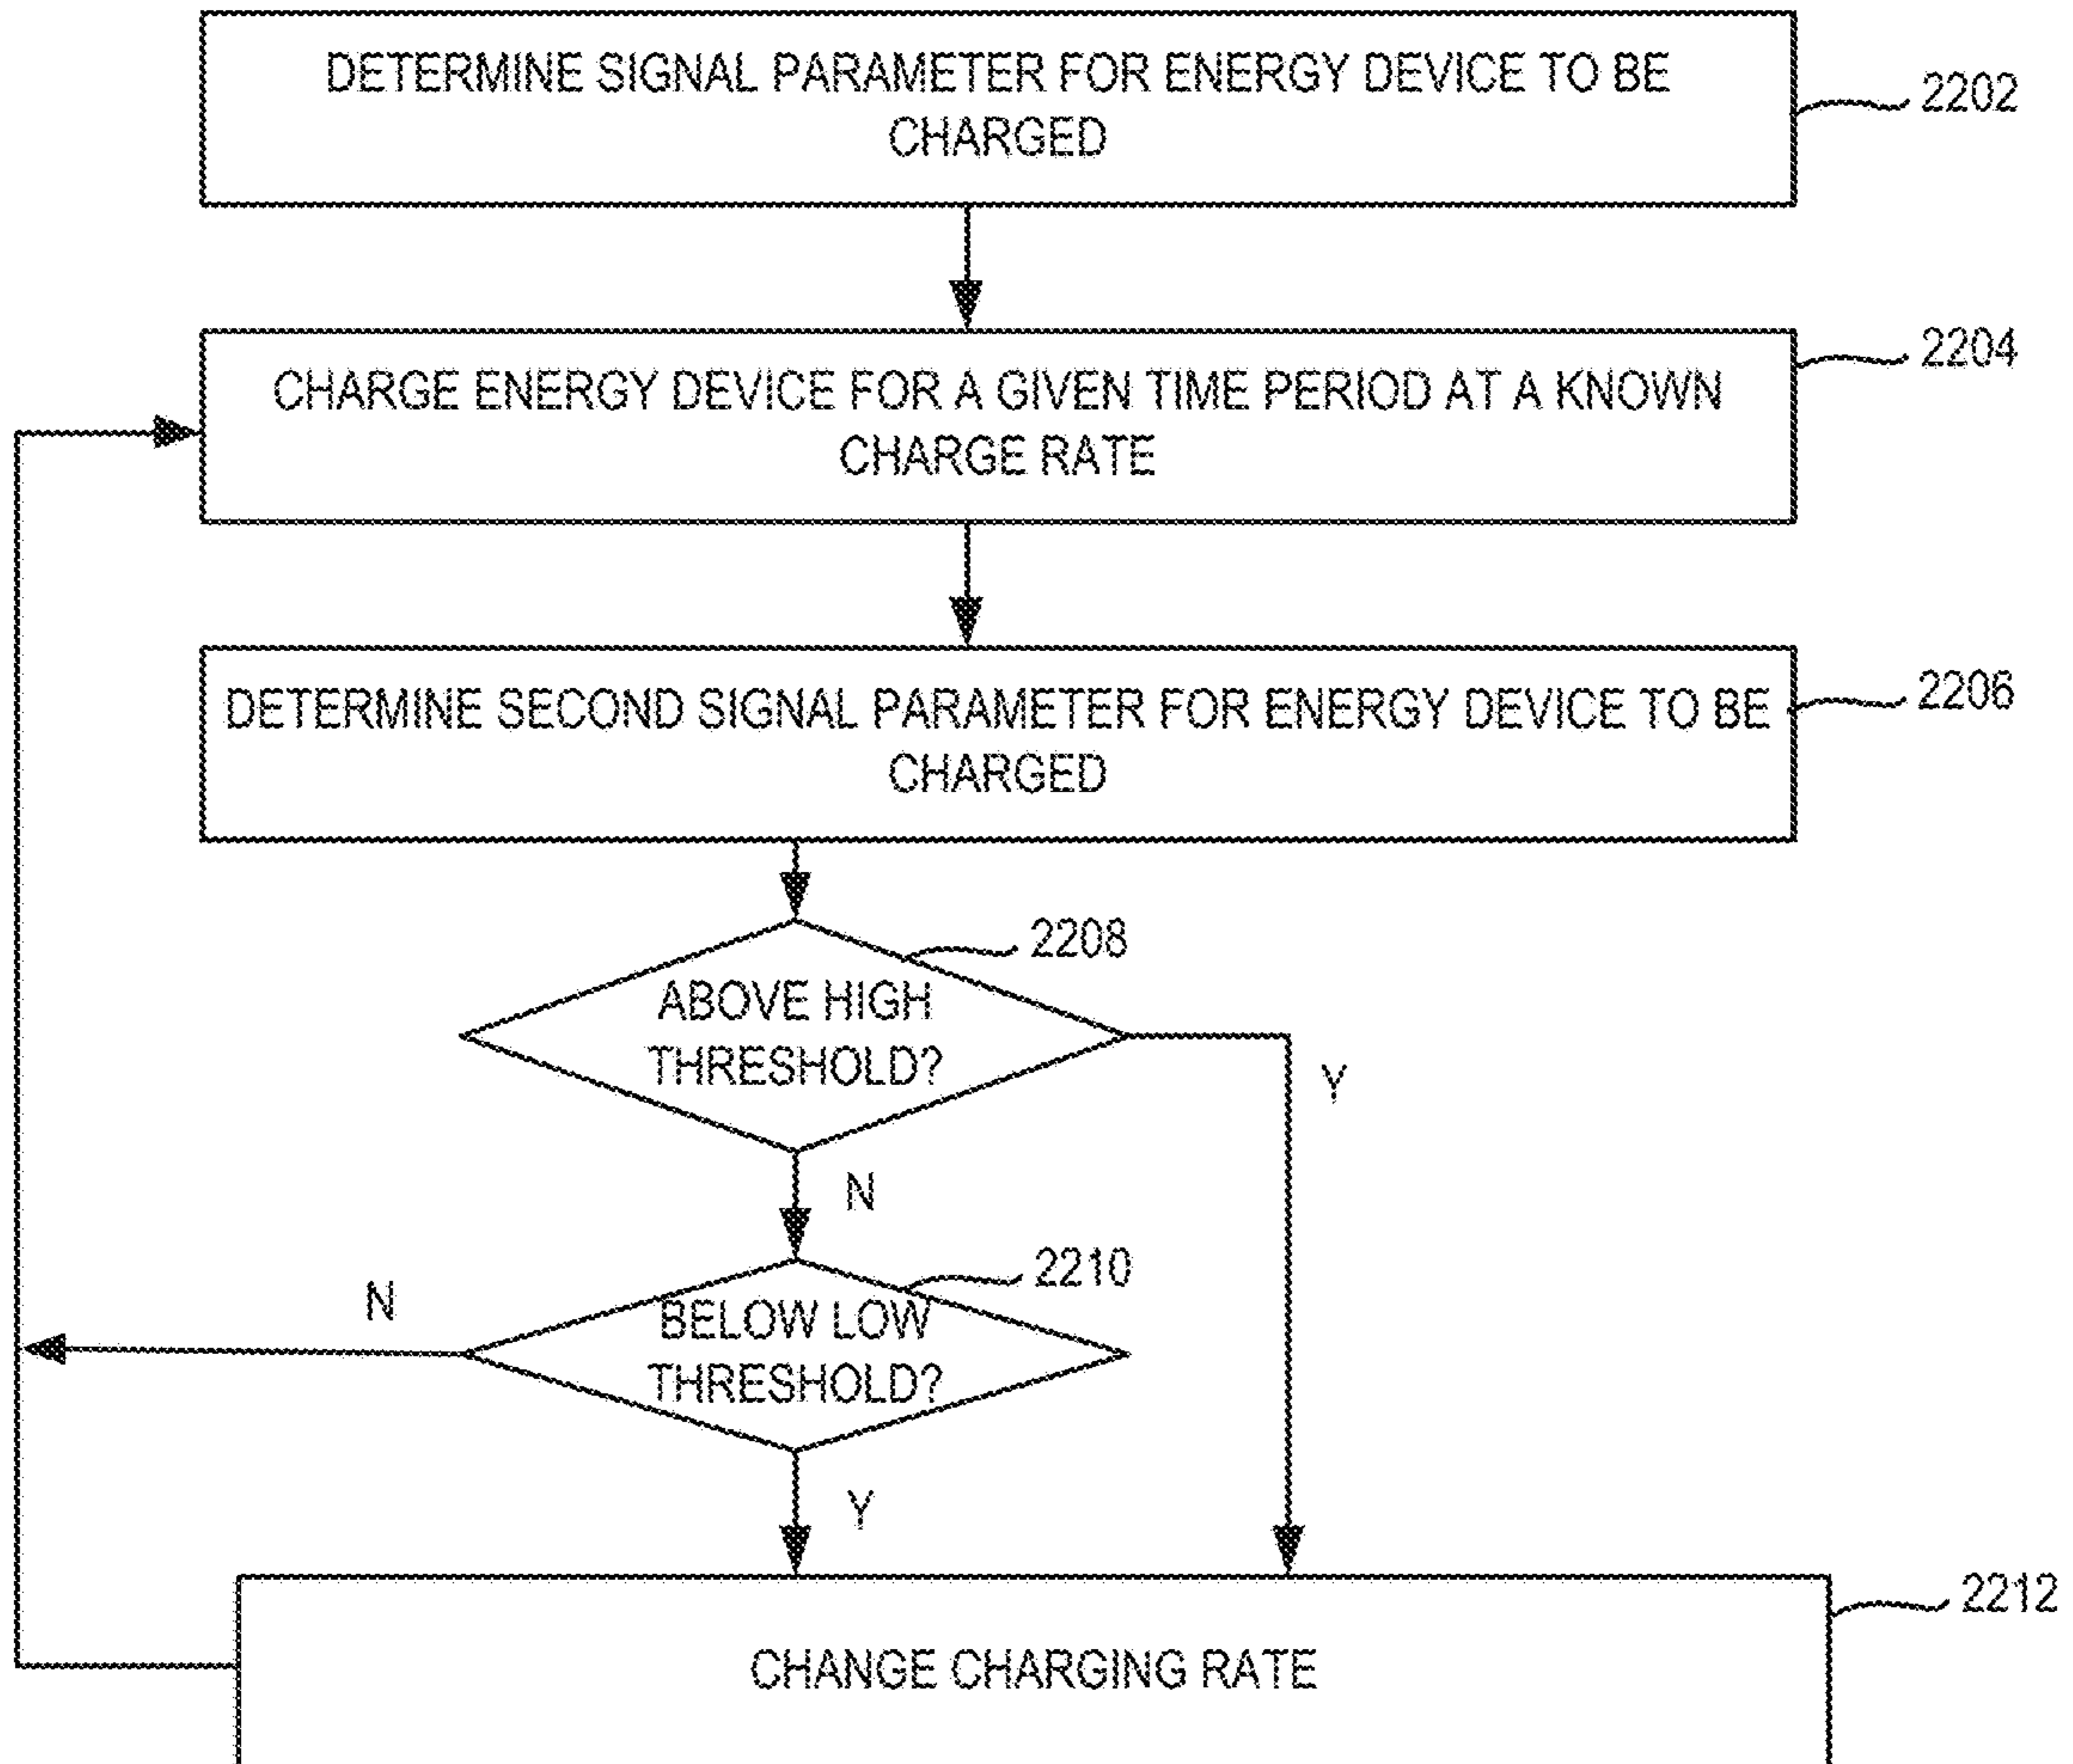 DETERMINE SIGNAL PARAMETER FOR ENERGY DEVICE TO BE
CHARGED
2202
CHARGE ENERGY DEVICE FOR A GIVEN TIME PERIOD AT A KNOWN
CHARGE RATE
2204
DETERMINE SECOND SIGNAL PARAMETER FOR ENERGY DEVICE TO BE
CHARGED
2206
2208
ABOVE HIGH
THRESHOLD?
Y
N
2210
N
BELOW LOW
THRESHOLD?
Y
2212
CHANGE CHARGING RATE